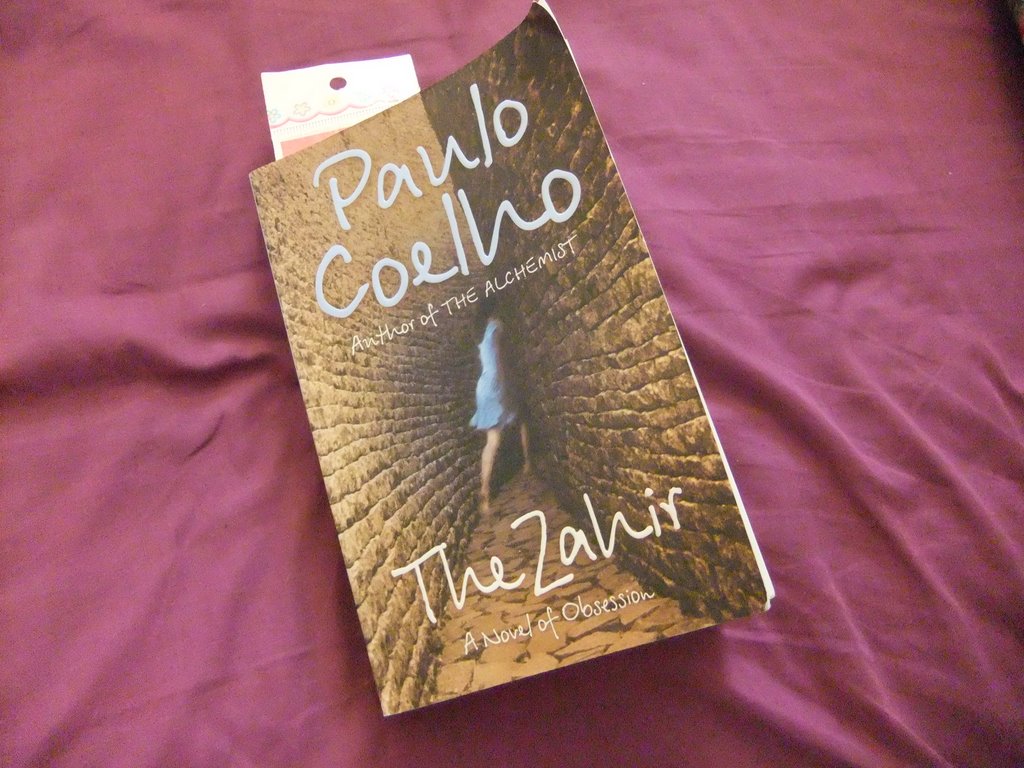 Paulo
Coelho
Author of THE ALCHEMIST
The Zahir
A Novel of Obsession